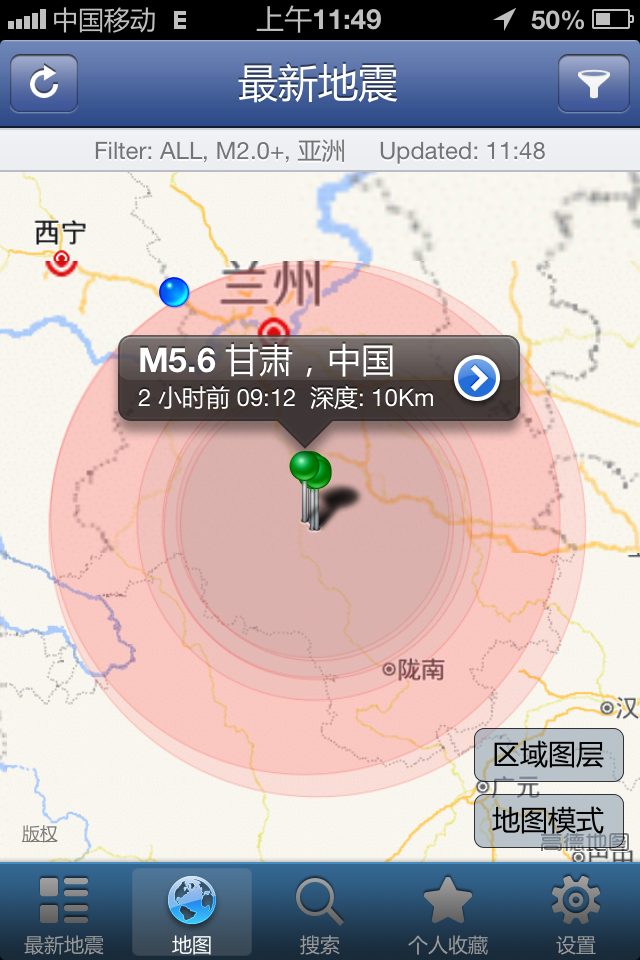 中国移动 E 上午11:49 50%
最新地震
Filter: ALL, M2.0+, 亚洲 Updated: 11:48
西宁
兰州
M5.6 甘肃，中国
2 小时前 09:12 深度: 10Km
陇南
汉
区域图层
广元
地图模式
版权
高德地图
巴中
最新地震 地图 搜索 个人收藏 设置